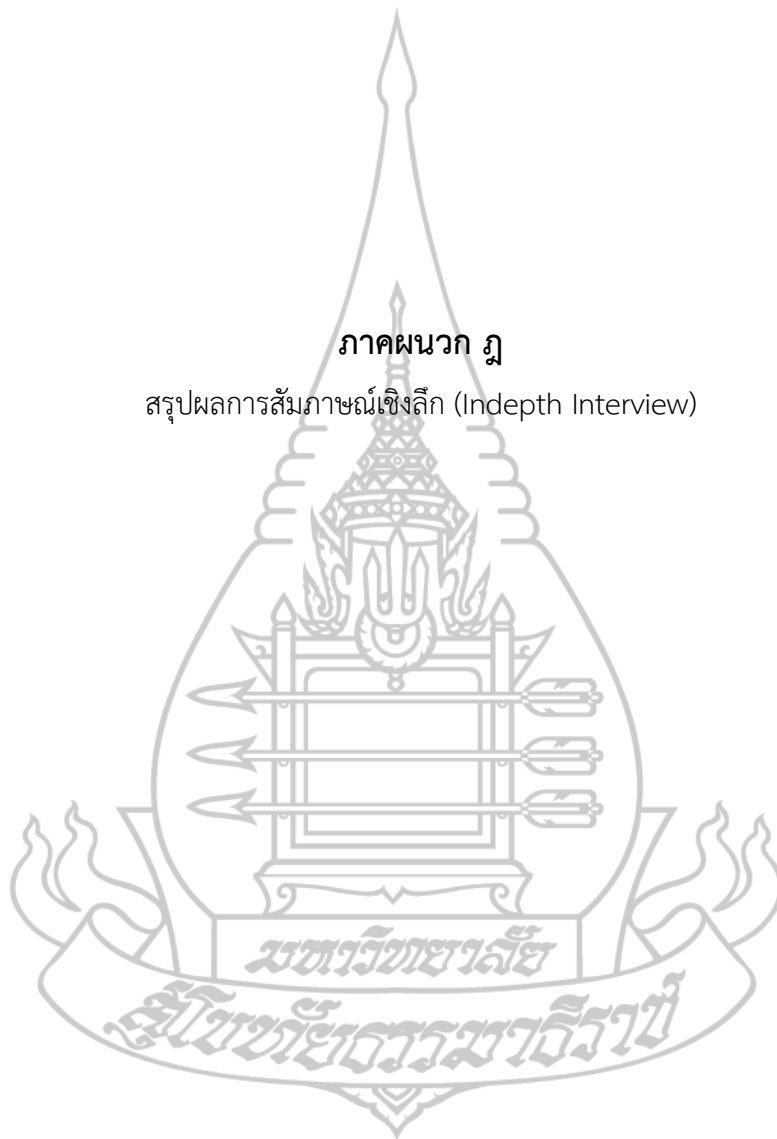 ภาคผนวก ฎ
สรุปผลการสัมภาษณ์เชิงลึก (Indepth Interview)
มหาวิทยาลัย
สุโขทัยธรรมาธิราช